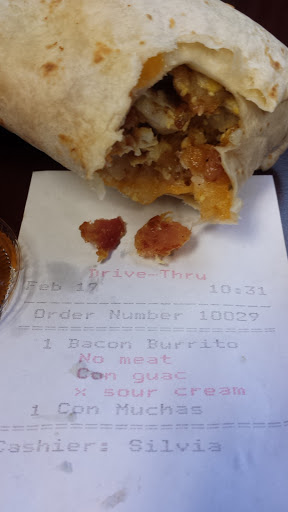 Drive-Thru
Feb 17 10:31
Order Number 10029
1 Bacon Burrito
No meat
Con guac
x sour cream
1 Con Muchas
Cashier: Silvia